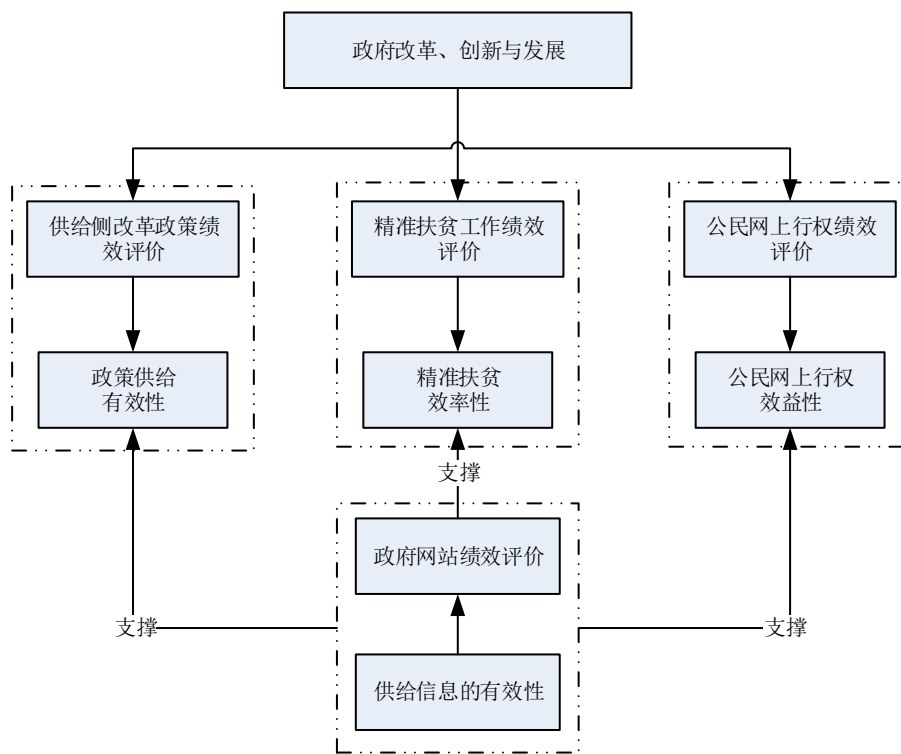 政府改革、创新与发展
供给侧改革政策绩
效评价
精准扶贫工作绩效
评价
公民网上行权绩效
评价
政策供给
有效性
精准扶贫
效率性
公民网上行权
效益性
支撑
政府网站绩效评价
支撑
支撑
供给信息的有效性